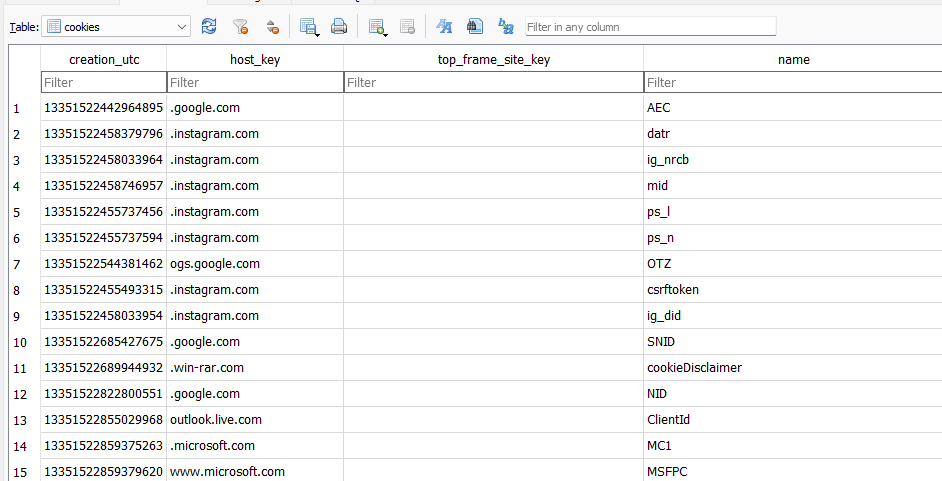 Table: cookies Filter in any column
creation_utc host_key top_frame_site_key name
Filter Filter Filter Filter
1 13351522442964895 .google.com AEC
2 13351522458379796 .instagram.com datr
3 13351522458033964 .instagram.com ig_nrcb
4 13351522458746957 .instagram.com mid
5 13351522455737456 .instagram.com ps_l
6 13351522455737594 .instagram.com ps_n
7 13351522544381462 ogs.google.com OTZ
8 13351522455493315 .instagram.com csrftoken
9 13351522458033954 .instagram.com ig_did
10 13351522685427675 .google.com SNID
11 13351522689944932 .win-rar.com cookieDisclaimer
12 13351522822800551 .google.com NID
13 13351522855029968 outlook.live.com ClientId
14 13351522859375263 .microsoft.com MC1
15 13351522859379620 www.microsoft.com MSFPC